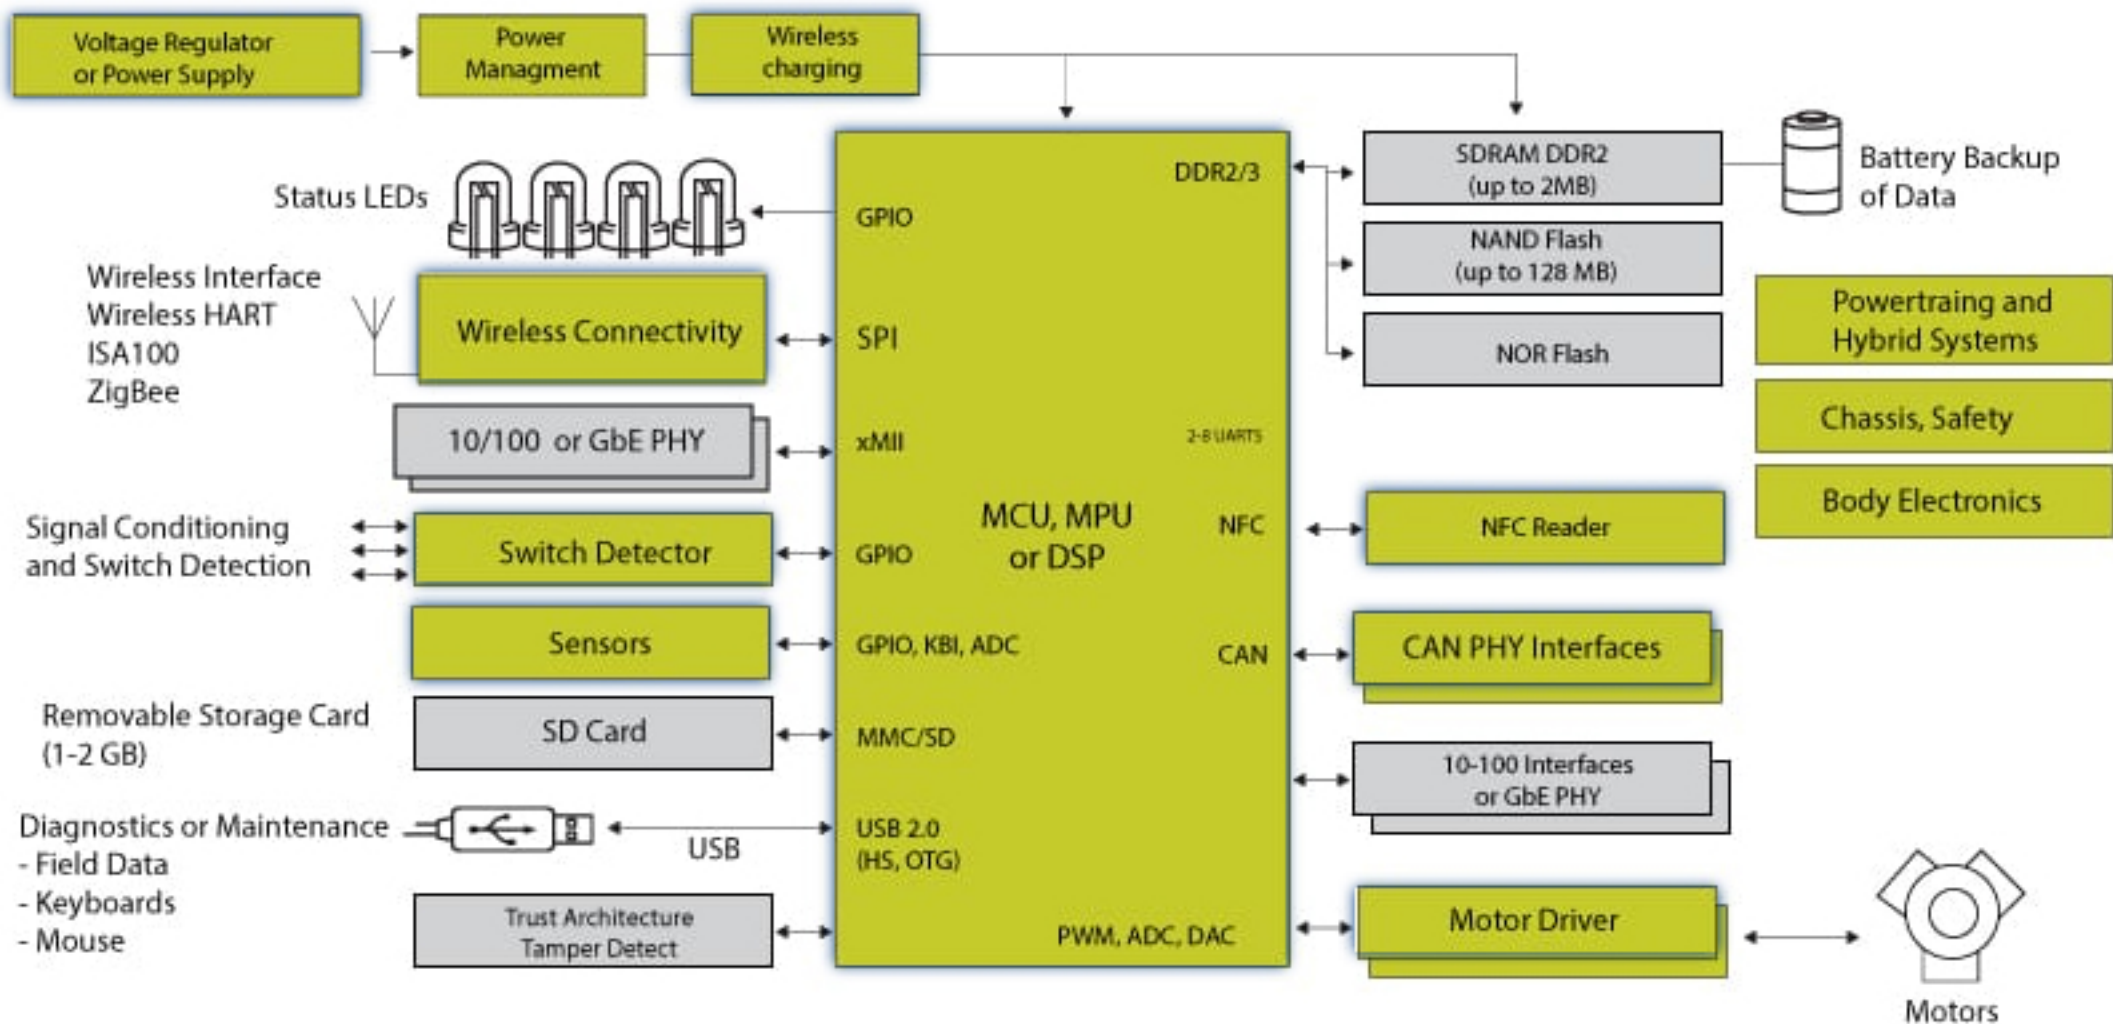 Voltage Regulator
or Power Supply
Power
Managment
Wireless
charging
Status LEDs
Wireless Interface
Wireless HART
ISA100
ZigBee
Wireless Connectivity
10/100 or GbE PHY
Signal Conditioning
and Switch Detection
Switch Detector
Sensors
Removable Storage Card
(1-2 GB)
SD Card
Diagnostics or Maintenance
- Field Data
- Keyboards
- Mouse
USB
Trust Architecture
Tamper Detect
GPIO
SPI
xMII
GPIO
GPIO, KBI, ADC
MMC/SD
USB 2.0
(HS, OTG)
MCU, MPU
or DSP
DDR2/3
2-8 UARTS
NFC
CAN
PWM, ADC, DAC
SDRAM DDR2
(up to 2MB)
NAND Flash
(up to 128 MB)
NOR Flash
NFC Reader
CAN PHY Interfaces
10-100 Interfaces
or GbE PHY
Motor Driver
Battery Backup
of Data
Powertraing and
Hybrid Systems
Chassis, Safety
Body Electronics
Motors